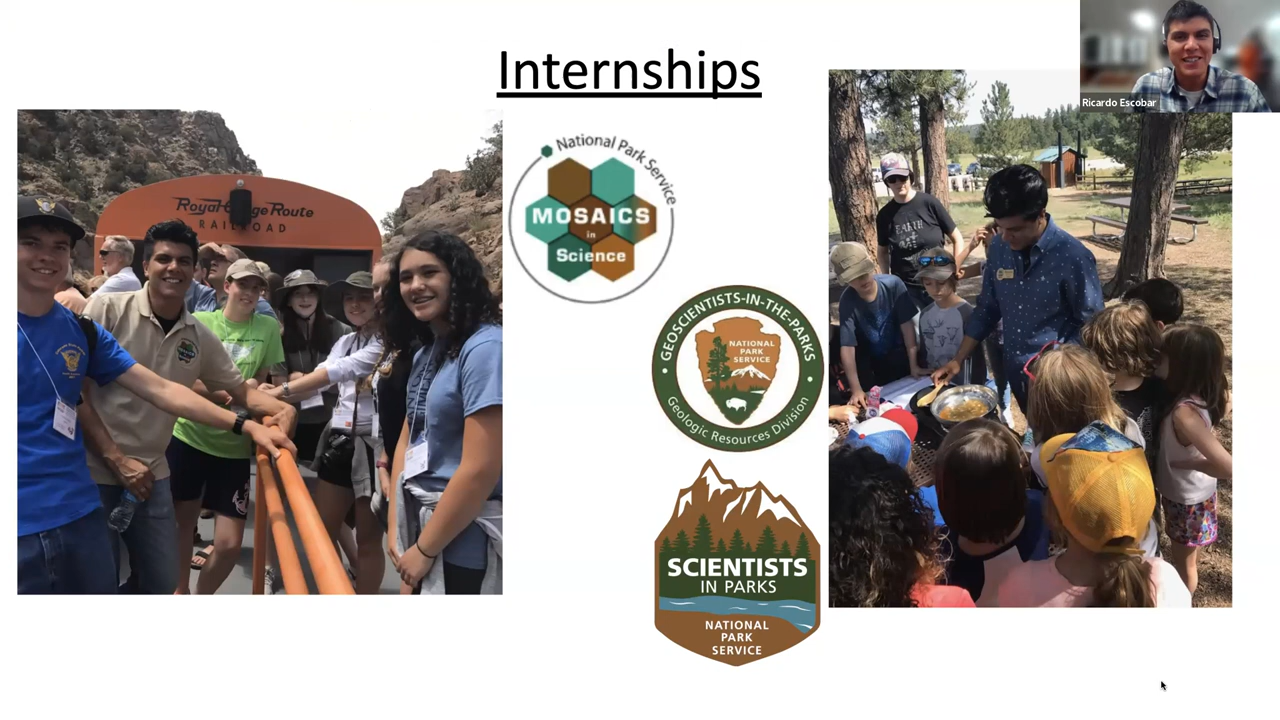 Internships
Ricardo Escobar
Royal Gorge Route
RAILROAD
National Park Service
MOSAICS
in
Science
GEOSCIENTISTS-IN-THE-PARKS
NATIONAL
PARK
SERVICE
Geologic Resources Division
SCIENTISTS
IN PARKS
NATIONAL
PARK
SERVICE
EARTH